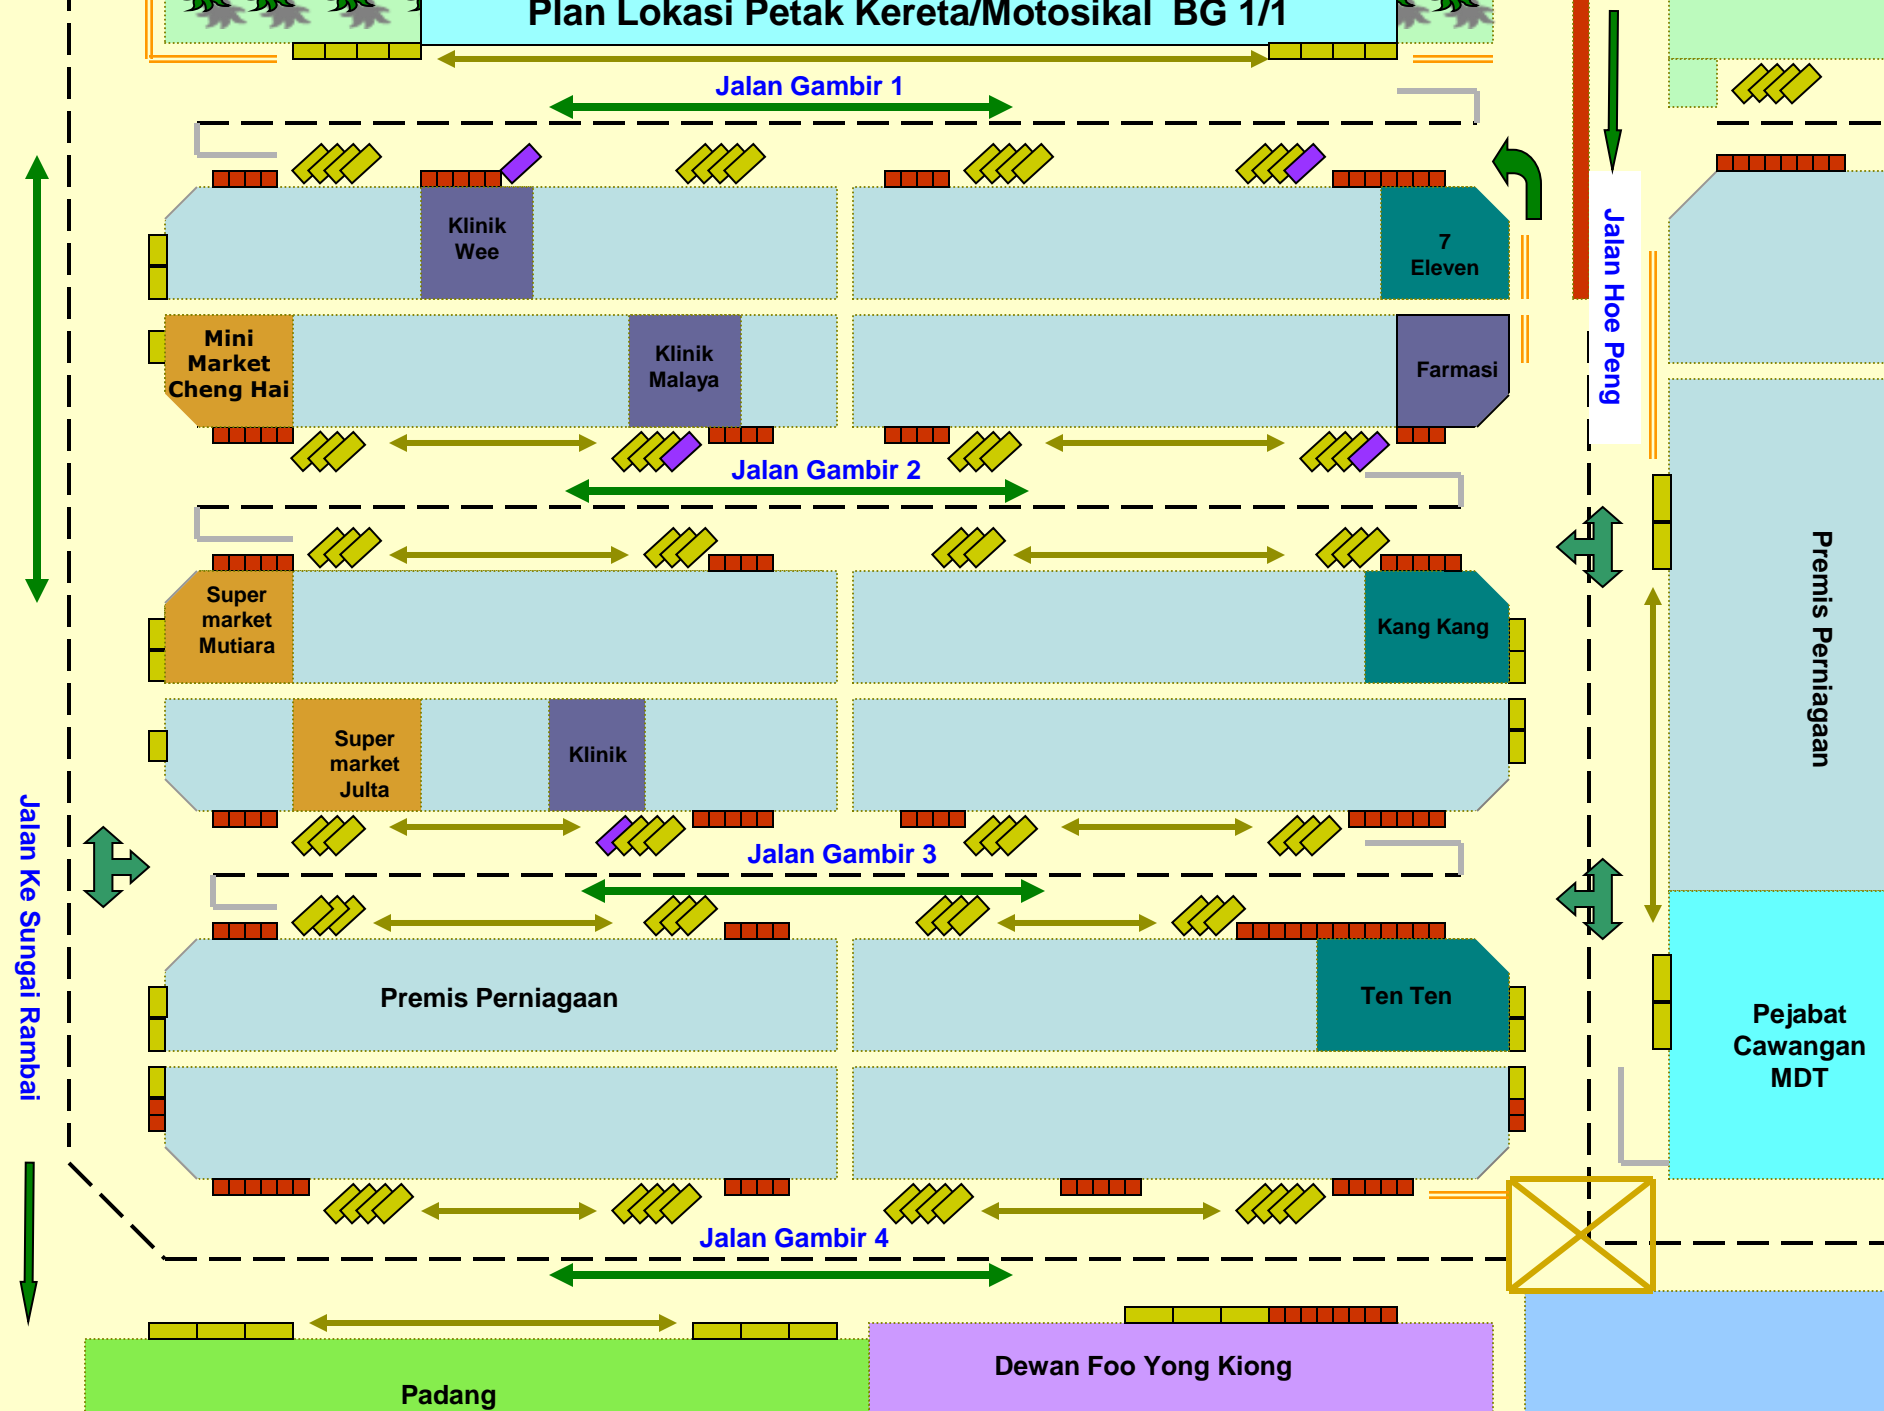 Plan Lokasi Petak Kereta/Motosikal BG 1/1
Jalan Gambir 1
Klinik
Wee
7
Eleven
Jalan Hoe Peng
Mini
Market
Cheng Hai
Klinik
Malaya
Farmasi
Jalan Gambir 2
Super
market
Mutiara
Kang Kang
Premis Perniagaan
Super
market
Julta
Klinik
Jalan Gambir 3
Jalan Ke Sungai Rambai
Premis Perniagaan
Ten Ten
Pejabat
Cawangan
MDT
Jalan Gambir 4
Dewan Foo Yong Kiong
Padang